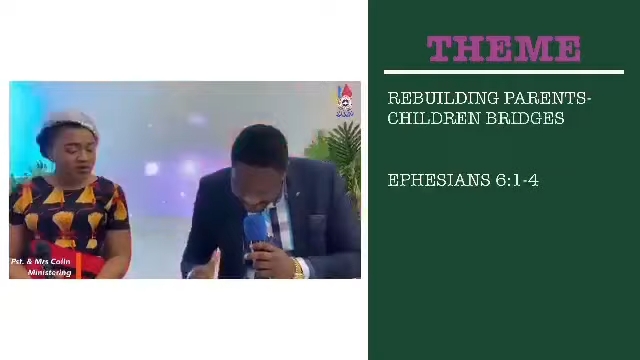 THEME
REBUILDING PARENTS-
CHILDREN BRIDGES
EPHESIANS 6:1-4
Pst. & Mrs Colin
Ministering